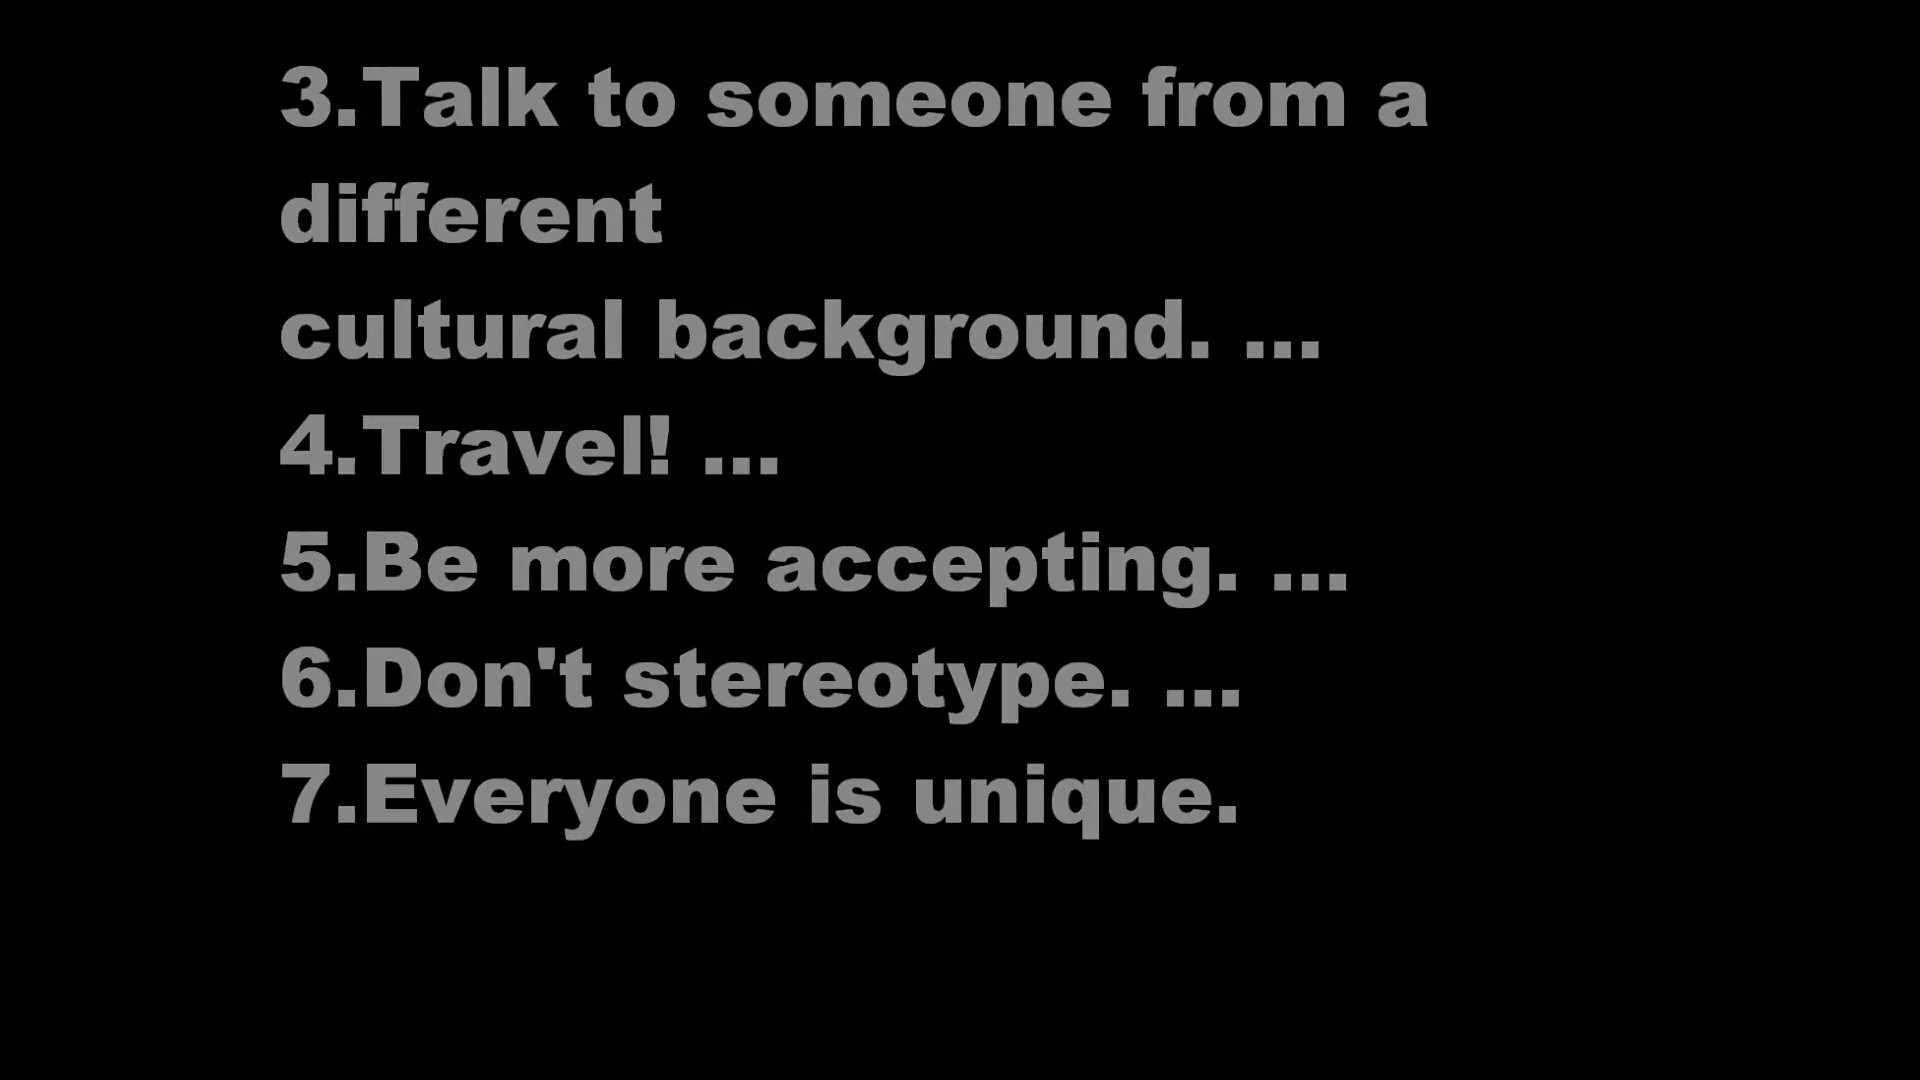 3.Talk to someone from a
different
cultural background. ...
4.Travel! ...
5.Be more accepting. ...
6.Don't stereotype. ...
7.Everyone is unique.